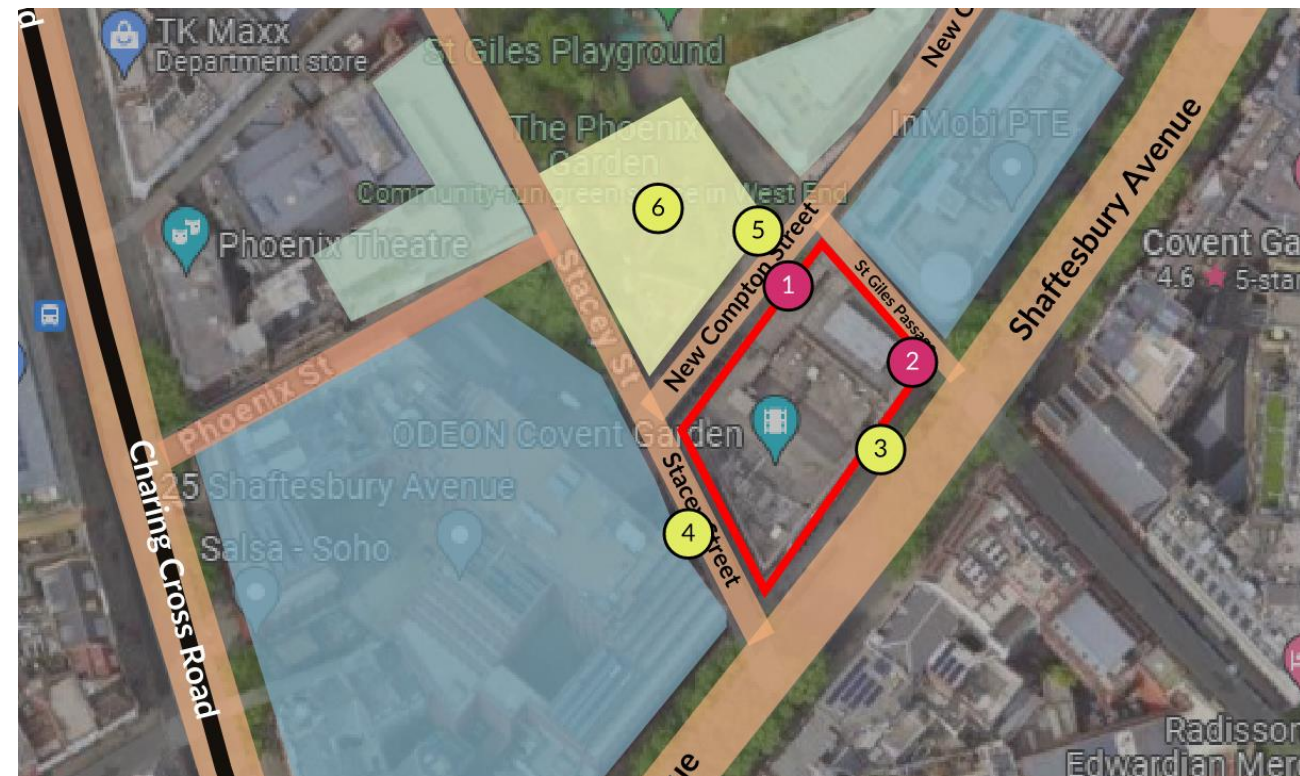 d
TK Maxx
Department store
St Giles Playground
New C
The Phoenix
Garden
Community-run green space in West End
InMobi PTE
6
5
Phoenix Theatre
New Compton Street
1
St Giles Passag
Shaftesbury Avenue
Covent Ga
4.6 ★ 5-star
Stacey St
2
Phoenix St
ODEON Covent Garden
3
25 Shaftesbury Avenue
Charing Cross Road
Salsa - Soho
4
Stacey Street
ue
Radisson
Edwardian Mer